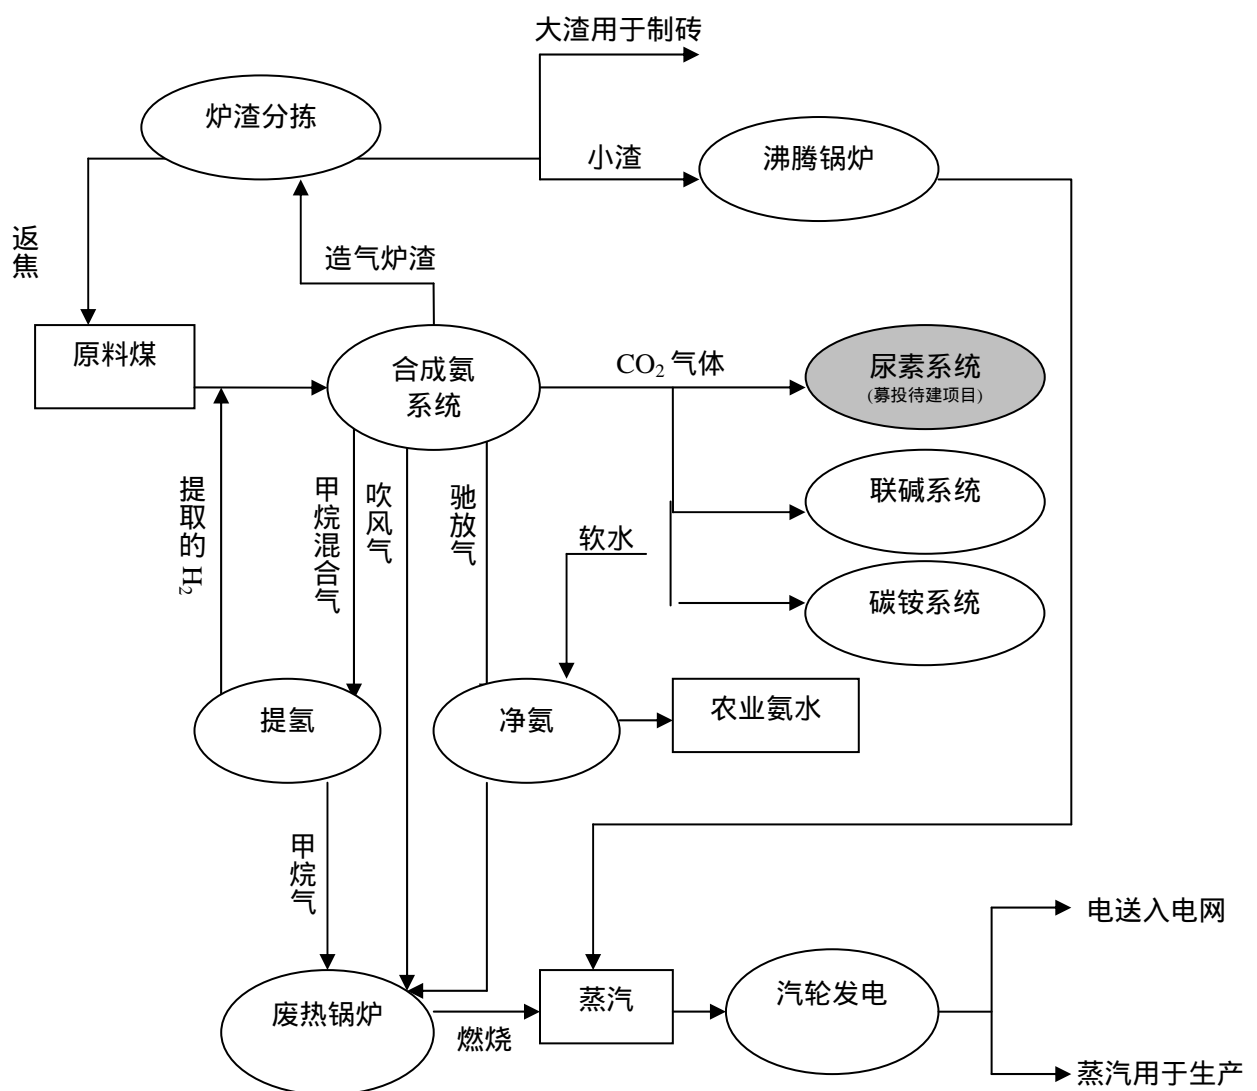 大渣用于制砖
炉渣分拣
小渣
沸腾锅炉
返焦
造气炉渣
原料煤
合成氨
系统
CO₂ 气体
尿素系统
(募投待建项目)
提取的 H₂
甲烷混合气
吹风气
驰放气
软水
联碱系统
碳铵系统
提氢
净氨
农业氨水
甲烷气
电送入电网
废热锅炉
燃烧
蒸汽
汽轮发电
蒸汽用于生产